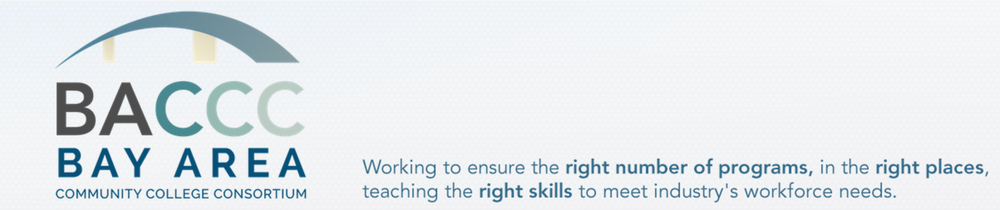 BACCC
BAY AREA
COMMUNITY COLLEGE CONSORTIUM
Working to ensure the right number of programs, in the right places,
teaching the right skills to meet industry's workforce needs.